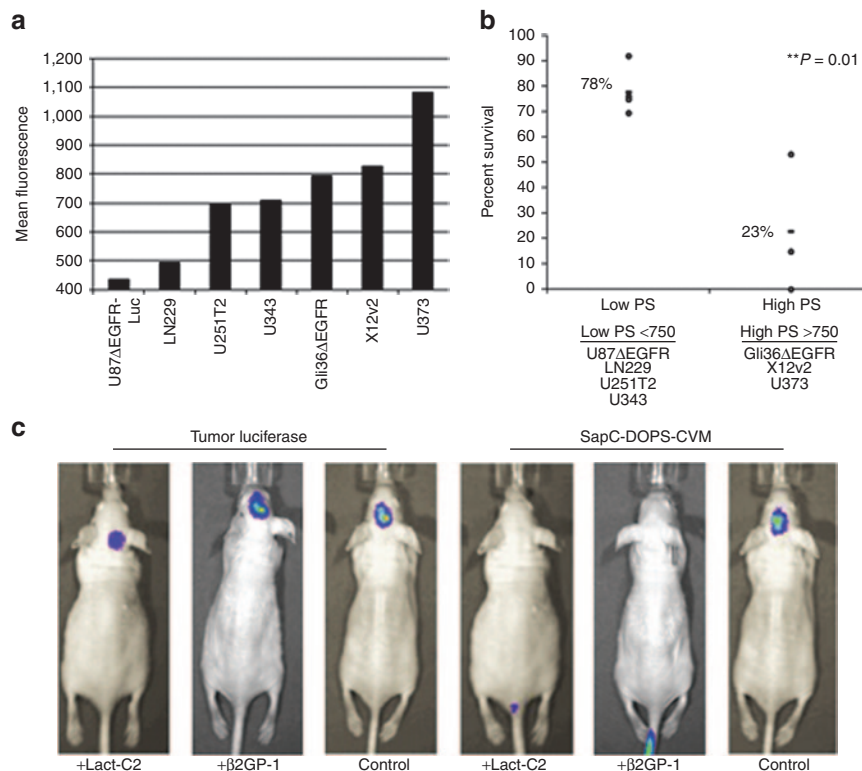 a
Mean fluorescence
1,200
1,100
1,000
900
800
700
600
500
400
U87ΔEGFR-
Luc
LN229
U251T2
U343
Gli36ΔEGFR
X12v2
U373
b
Percent survival
100
90
80
70
60
50
40
30
20
10
0
78%
23%
**P = 0.01
Low PS
High PS
Low PS <750
U87ΔEGFR
LN229
U251T2
U343
High PS >750
Gli36ΔEGFR
X12v2
U373
c
Tumor luciferase
SapC-DOPS-CVM
+Lact-C2
+β2GP-1
Control
+Lact-C2
+β2GP-1
Control